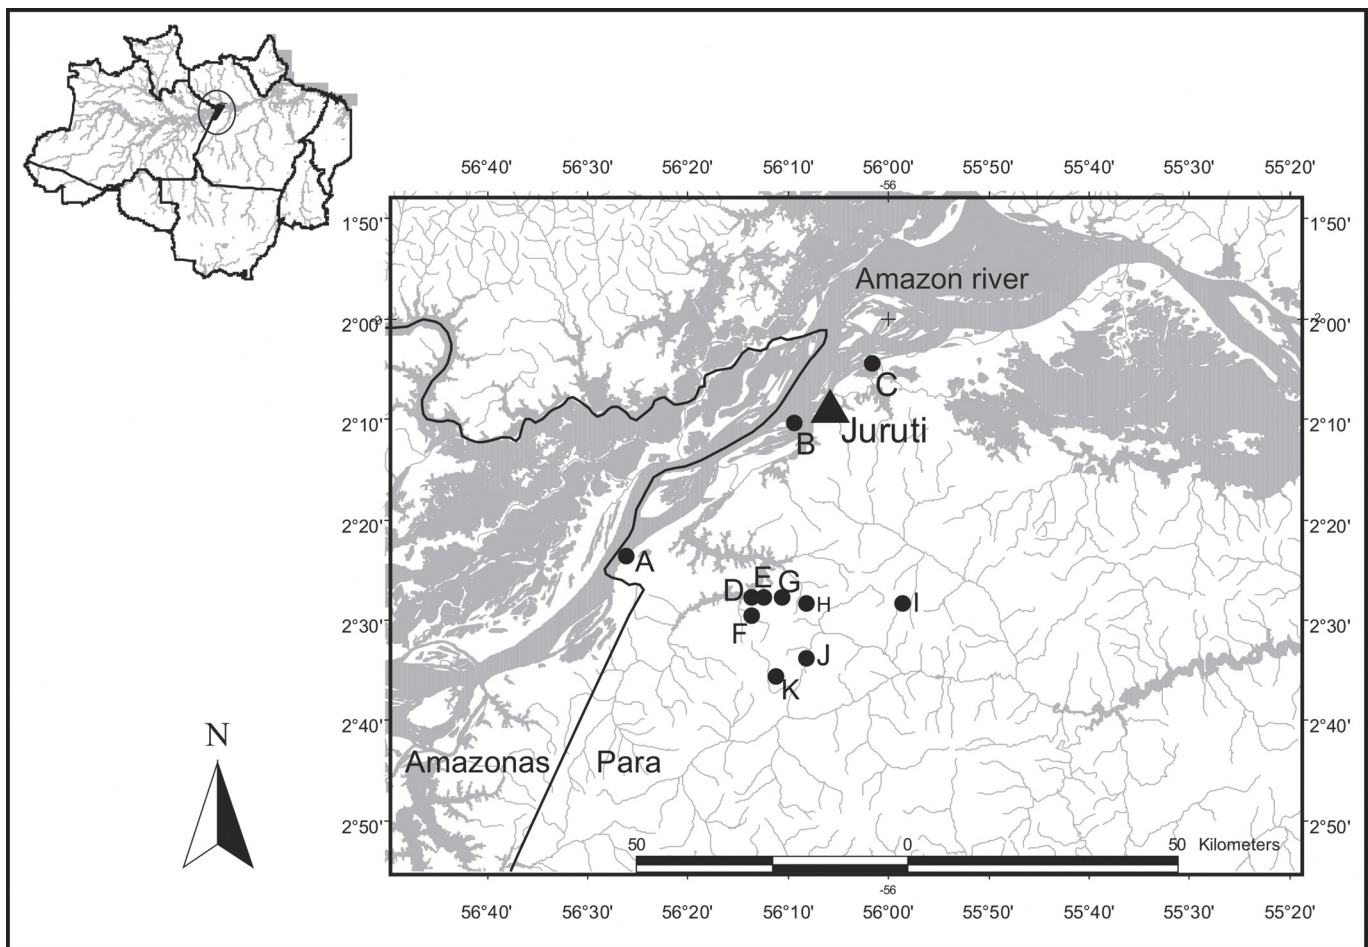 56°40' 56°30' 56°20' 56°10' 56°00' 55°50' 55°40' 55°30' 55°20'
-56
1°50' 1°50'
Amazon river
2°00' 2°00'
C
2°10' B Juruti 2°10'
2°20' 2°20'
A
D E G H I
F
2°30' 2°30'
J
K
2°40' 2°40'
N
Amazonas Para
2°50' 2°50'
50 0 50 Kilometers
-56
56°40' 56°30' 56°20' 56°10' 56°00' 55°50' 55°40' 55°30' 55°20'